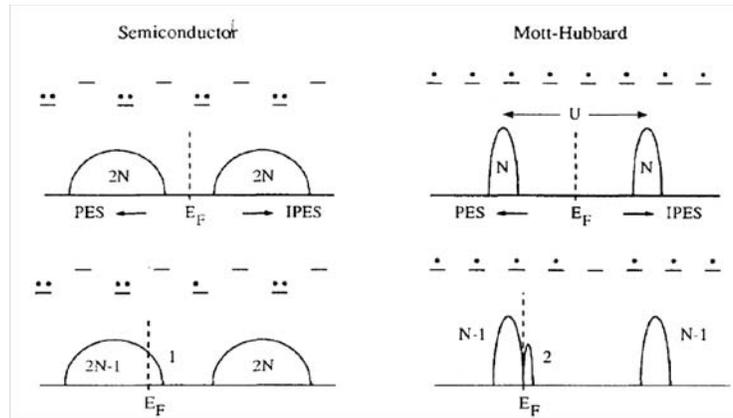 Semiconductor Mott-Hubbard
U
2N 2N N N
PES E_F IPES PES E_F IPES
2N-1 1 2N N-1 2 N-1
E_F E_F